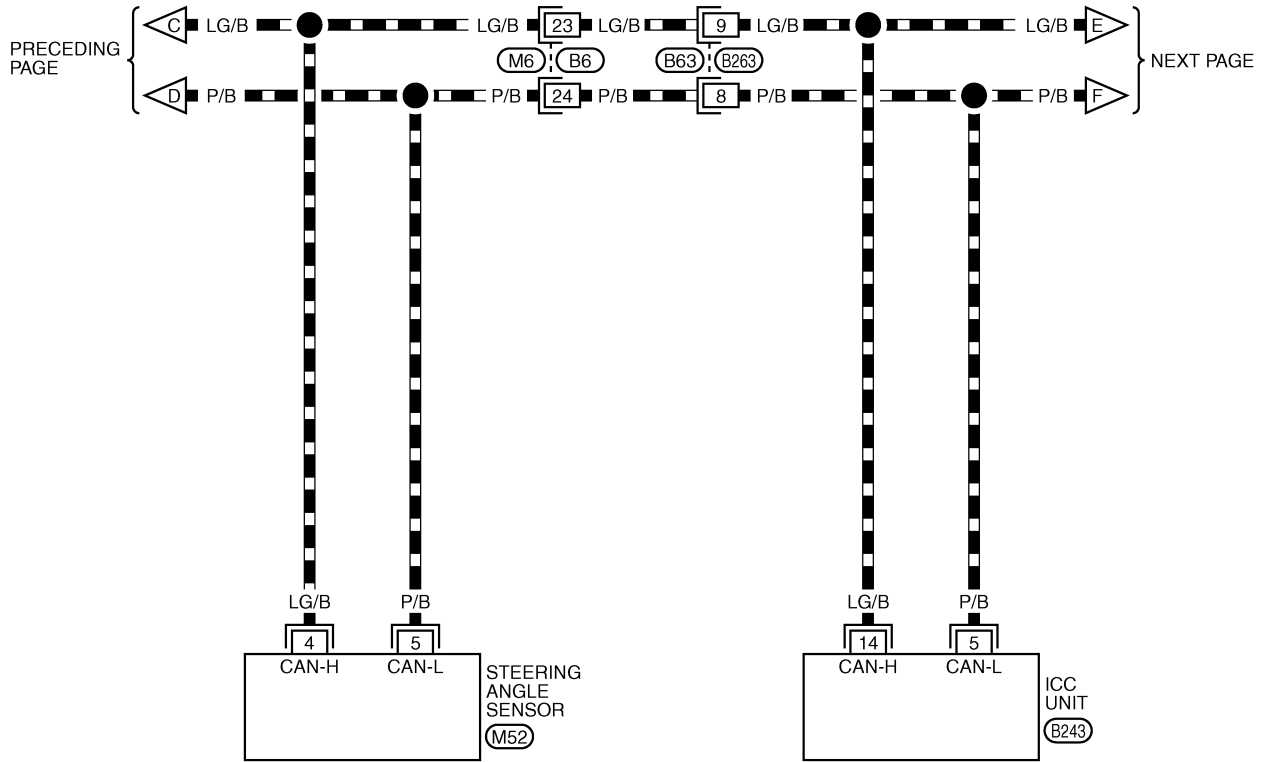 C LG/B LG/B 23 LG/B 9 LG/B LG/B E
PRECEDING
PAGE
M6 B6 B63 B263
NEXT PAGE
D P/B P/B 24 P/B 8 P/B P/B F
LG/B P/B LG/B P/B
4 5 14 5
CAN-H CAN-L CAN-H CAN-L
STEERING
ANGLE
SENSOR
M52
ICC
UNIT
B243